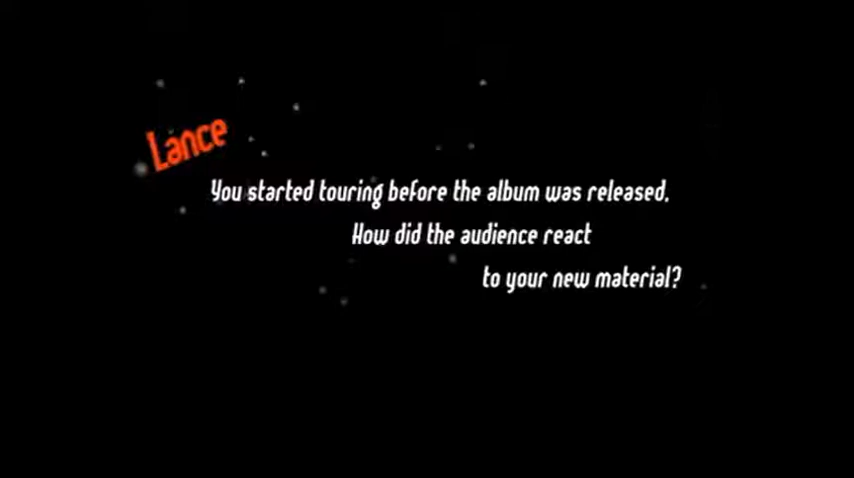 Lance
You started touring before the album was released.
How did the audience react
to your new material?